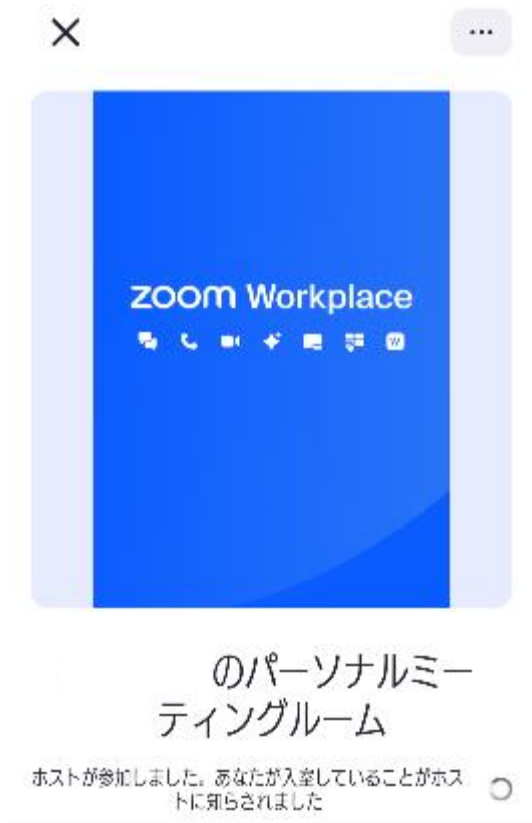 zoom Workplace
のパーソナルミー
ティングルーム
ホストが参加しました。あなたが入室していることがホス
トに知らされました